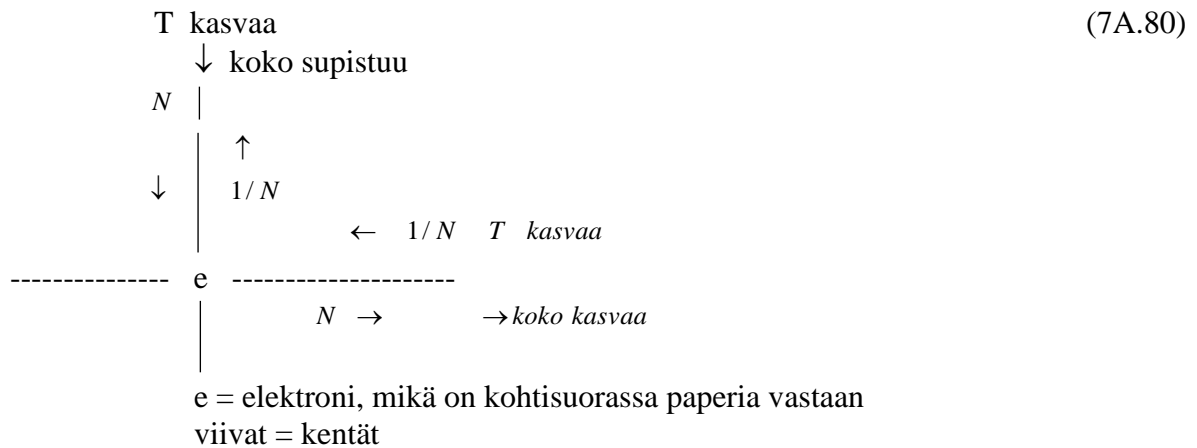 T kasvaa (7A.80)
↓ koko supistuu
N
↑
↓ 1/N
← 1/N T kasvaa
--------------- e ---------------------
N → → koko kasvaa
e = elektroni, mikä on kohtisuorassa paperia vastaan
viivat = kentät